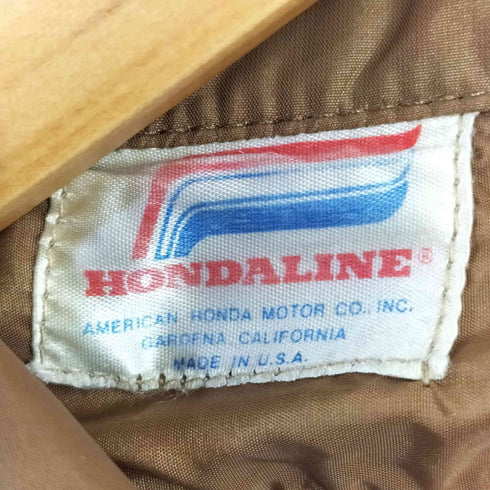 HONDALINE®
AMERICAN HONDA MOTOR CO., INC.
GARDENA, CALIFORNIA
MADE IN U.S.A.